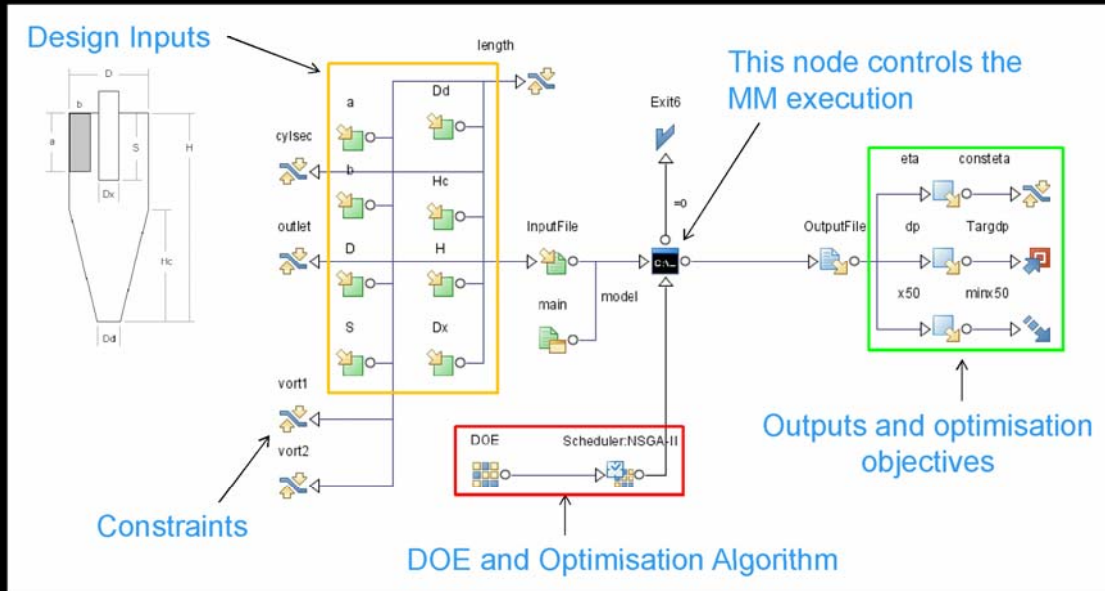 Design Inputs
length
This node controls the
MM execution
D
b
a
S
H
Dx
Hc
Dd
a
Dd
cylsec
b
Hc
outlet
D
H
S
Dx
vort1
vort2
Constraints
InputFile
main
model
Exit6
=0
C:\...
DOE
Scheduler:NSGA-II
DOE and Optimisation Algorithm
OutputFile
eta
consteta
dp
Targdp
x50
minx50
Outputs and optimisation
objectives